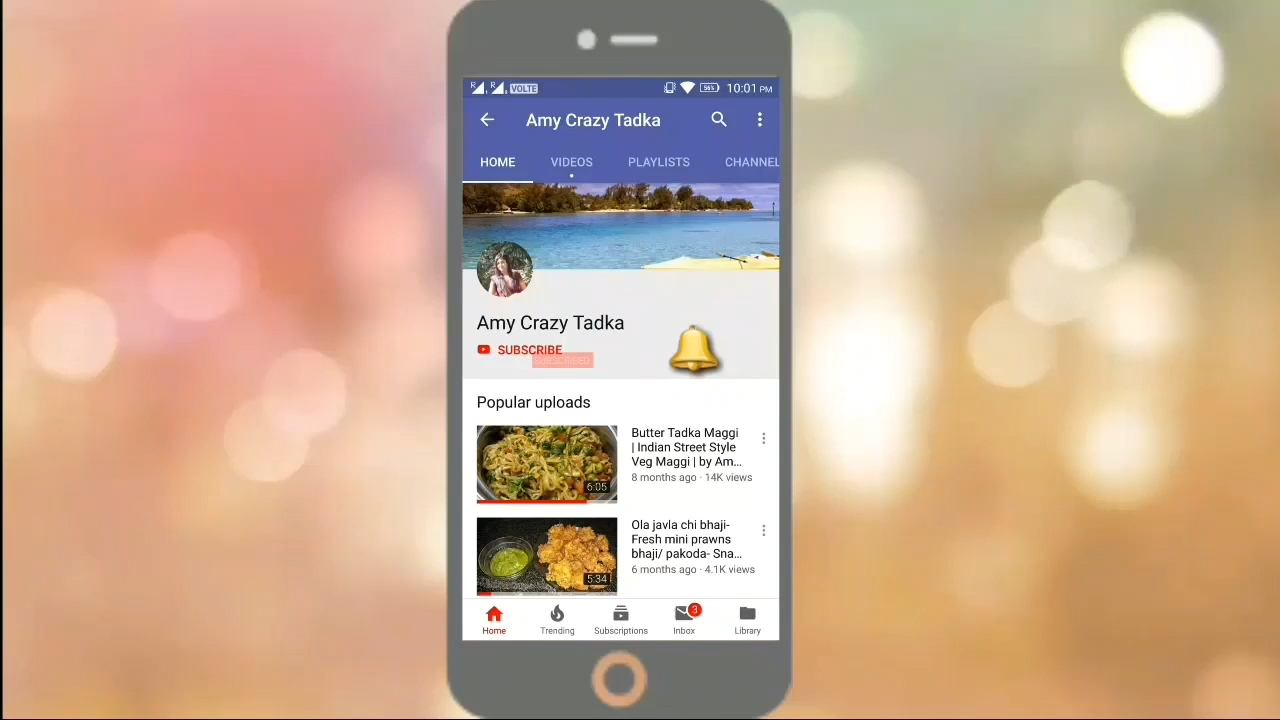 R R VOLTE 56% 10:01 PM
Amy Crazy Tadka
HOME VIDEOS PLAYLISTS CHANNEL
Amy Crazy Tadka
SUBSCRIBE
SUBSCRIBED
Popular uploads
Butter Tadka Maggi
| Indian Street Style
Veg Maggi | by Am...
8 months ago · 14K views
6:05
Ola javla chi bhaji-
Fresh mini prawns
bhaji/ pakoda- Sna...
6 months ago · 4.1K views
5:34
3
Home Trending Subscriptions Inbox Library